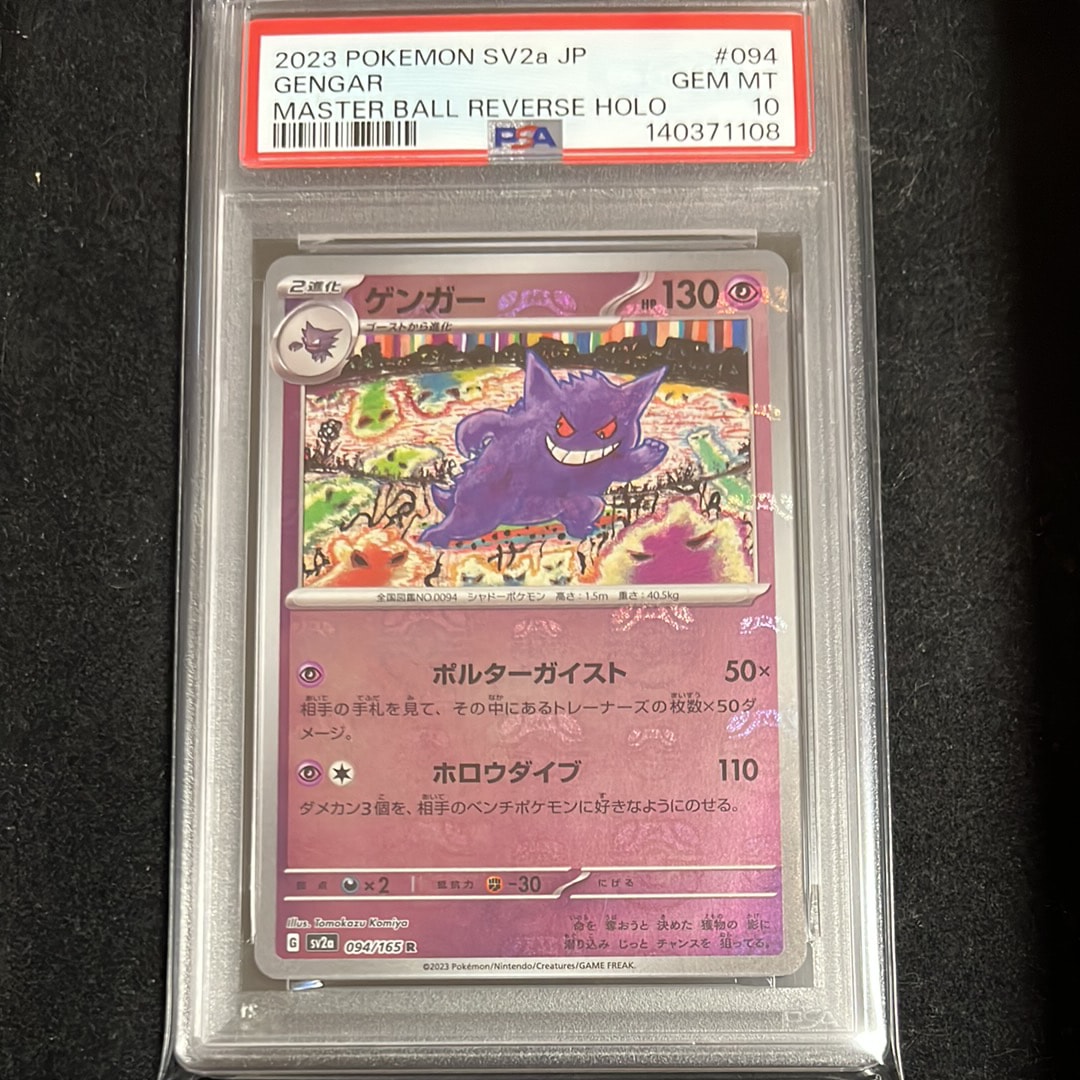 2023 POKEMON SV2a JP #094
GENGAR GEM MT
MASTER BALL REVERSE HOLO 10
PSA 140371108
2進化 ゲンガー HP 130
ゴーストから進化
全国図鑑NO.0094 シャドーポケモン 高さ:1.5m 重さ:40.5kg
ポルターガイスト 50×
相手の手札を見て、その中にあるトレーナーズの枚数×50ダ
メージ。
ホロウダイブ 110
ダメカン3個を、相手のベンチポケモンに好きなようにのせる。
弱点 ×2 抵抗力 -30 にげる
Illus. Tomokazu Komiya
命を 奪おうと 決めた 獲物の 影に
潜り込み じっと チャンスを 狙ってる。
G sv2a 094/165 R
©2023 Pokémon/Nintendo/Creatures/GAME FREAK.
PSA